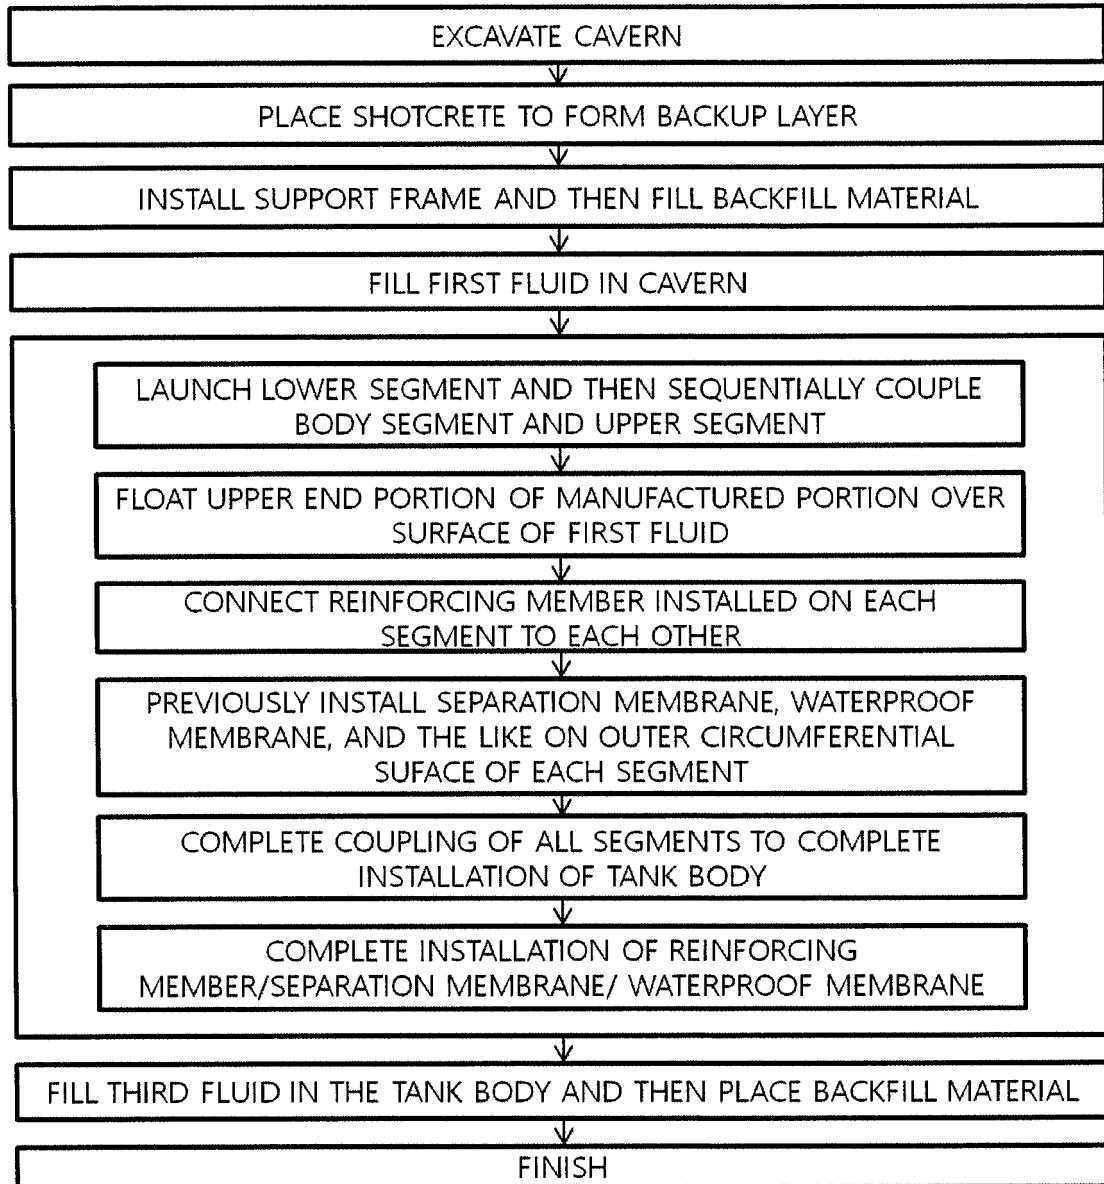 EXCAVATE CAVERN
PLACE SHOTCRETE TO FORM BACKUP LAYER
INSTALL SUPPORT FRAME AND THEN FILL BACKFILL MATERIAL
FILL FIRST FLUID IN CAVERN
LAUNCH LOWER SEGMENT AND THEN SEQUENTIALLY COUPLE
BODY SEGMENT AND UPPER SEGMENT
FLOAT UPPER END PORTION OF MANUFACTURED PORTION OVER
SURFACE OF FIRST FLUID
CONNECT REINFORCING MEMBER INSTALLED ON EACH
SEGMENT TO EACH OTHER
PREVIOUSLY INSTALL SEPARATION MEMBRANE, WATERPROOF
MEMBRANE, AND THE LIKE ON OUTER CIRCUMFERENTIAL
SUFACE OF EACH SEGMENT
COMPLETE COUPLING OF ALL SEGMENTS TO COMPLETE
INSTALLATION OF TANK BODY
COMPLETE INSTALLATION OF REINFORCING
MEMBER/SEPARATION MEMBRANE/ WATERPROOF MEMBRANE
FILL THIRD FLUID IN THE TANK BODY AND THEN PLACE BACKFILL MATERIAL
FINISH